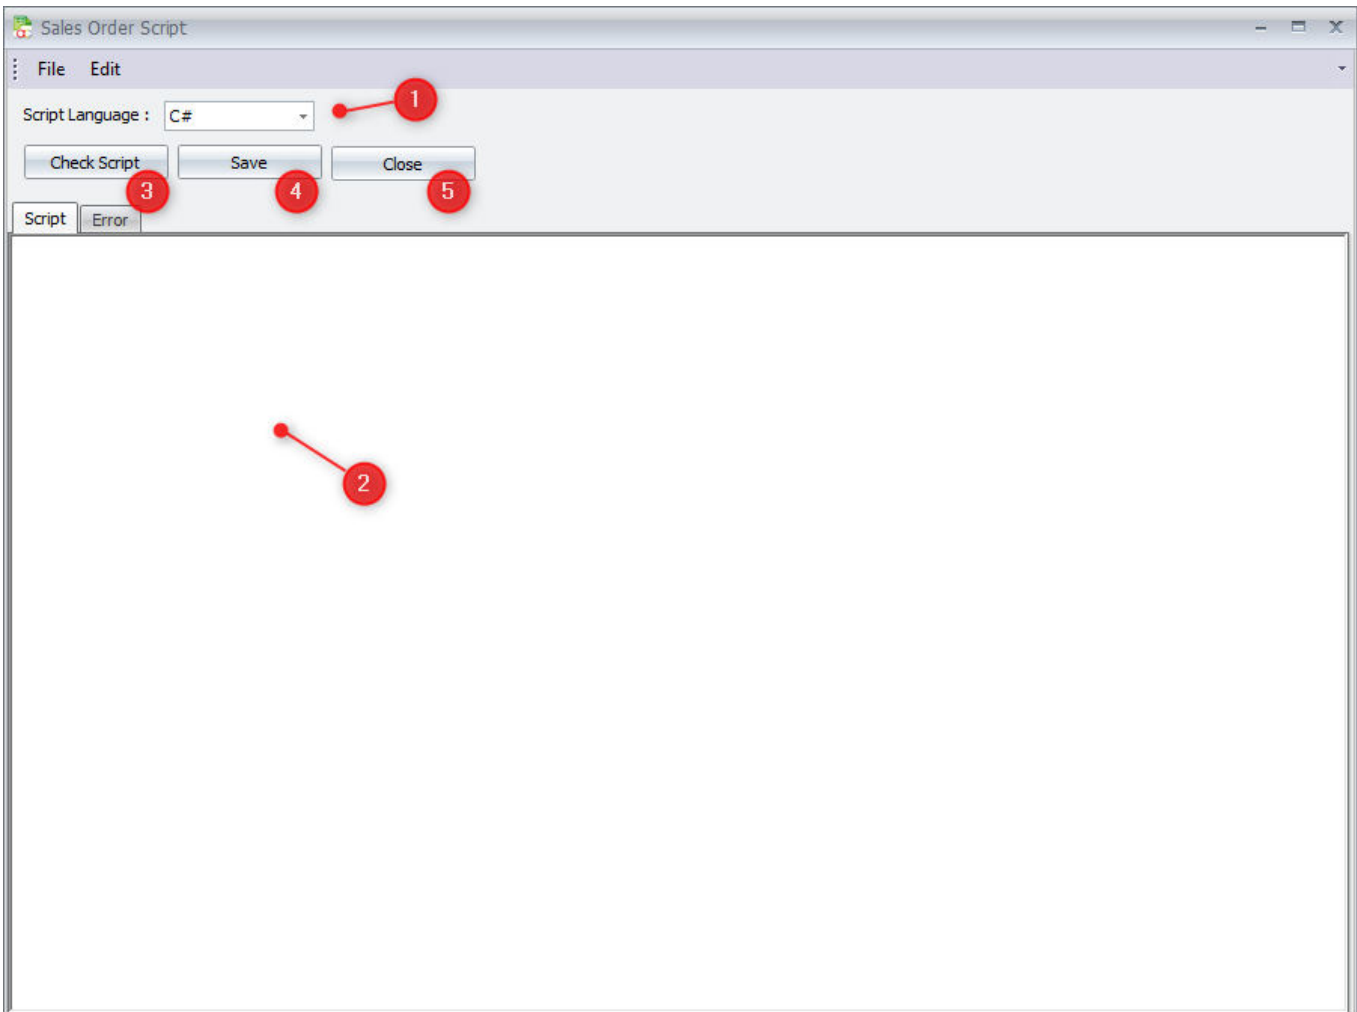 Sales Order Script
File Edit
1
Script Language : C#
Check Script Save Close
3 4 5
Script Error
2